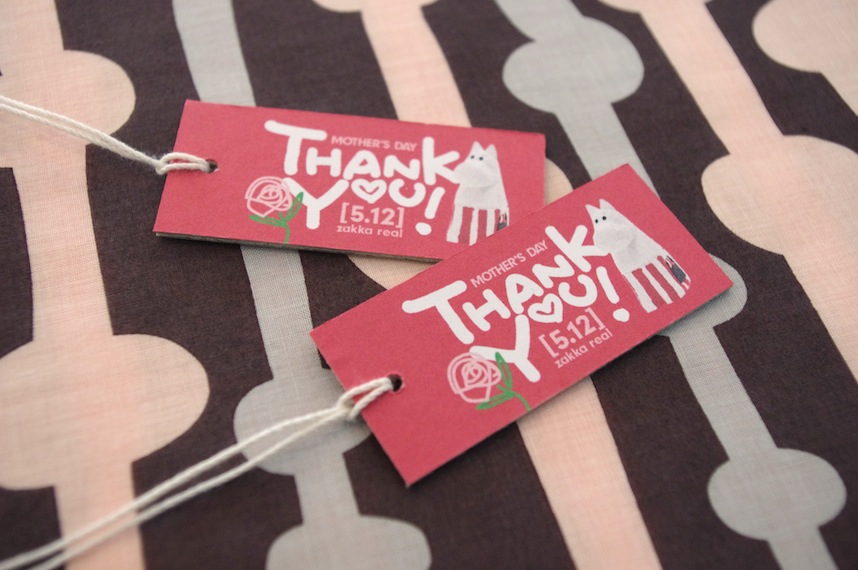 MOTHER'S DAY
THANK
YOU!
[5.12]
zakka real
MOTHER'S DAY
THANK
YOU!
[5.12]
zakka real